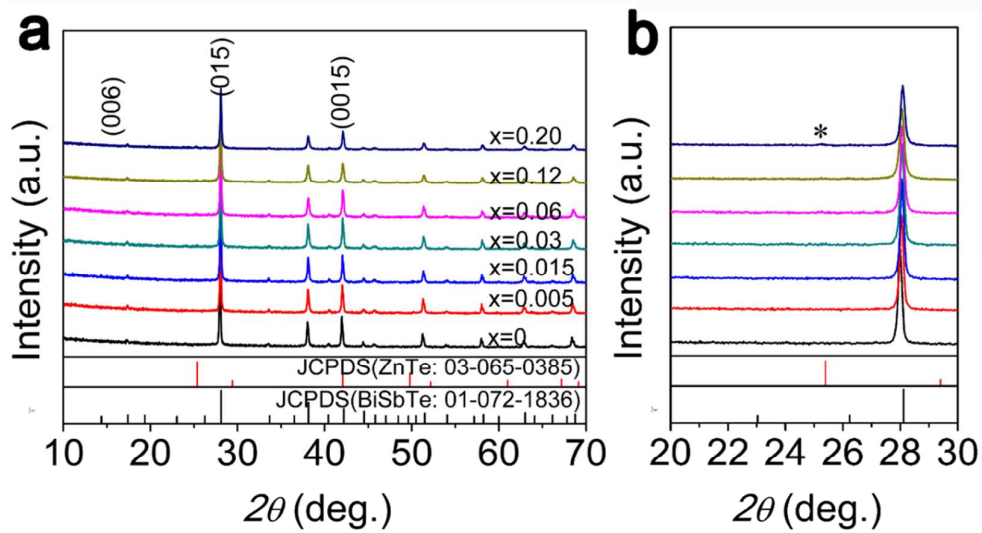 a
(006)
(015)
(0015)
x=0.20
x=0.12
x=0.06
x=0.03
x=0.015
x=0.005
x=0
JCPDS(ZnTe: 03-065-0385)
JCPDS(BiSbTe: 01-072-1836)
Intensity (a.u.)
10 20 30 40 50 60 70
2θ (deg.)
b
*
Intensity (a.u.)
20 22 24 26 28 30
2θ (deg.)